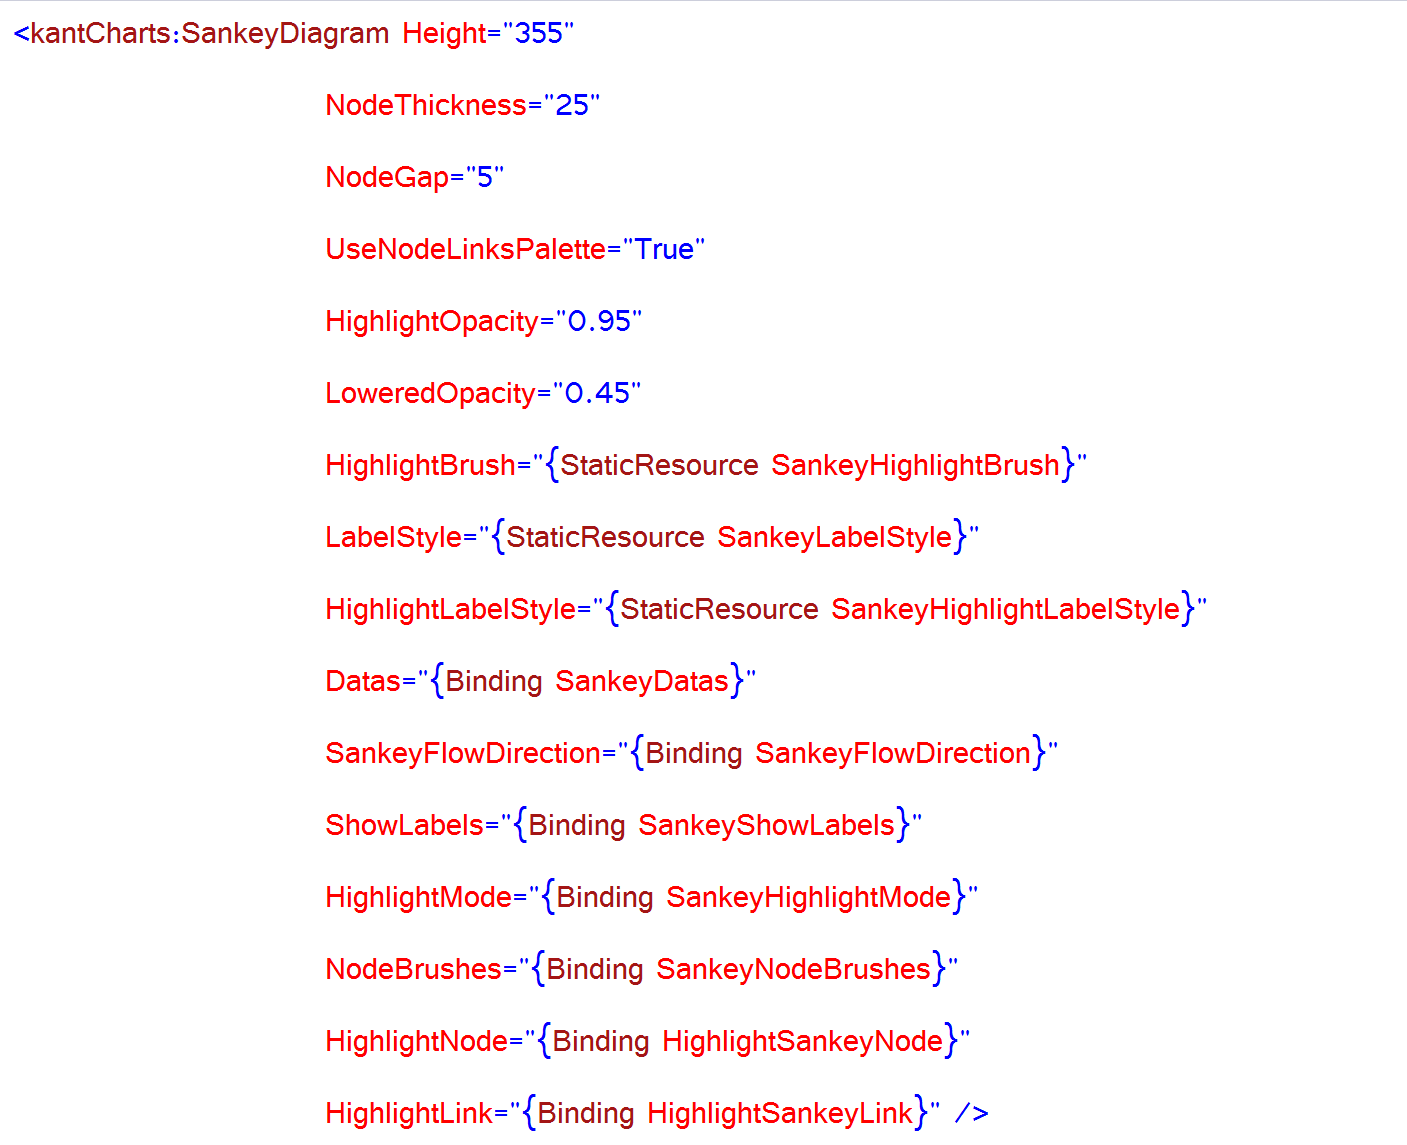 <kantCharts:SankeyDiagram Height="355"
NodeThickness="25"
NodeGap="5"
UseNodeLinksPalette="True"
HighlightOpacity="0.95"
LoweredOpacity="0.45"
HighlightBrush="{StaticResource SankeyHighlightBrush}"
LabelStyle="{StaticResource SankeyLabelStyle}"
HighlightLabelStyle="{StaticResource SankeyHighlightLabelStyle}"
Datas="{Binding SankeyDatas}"
SankeyFlowDirection="{Binding SankeyFlowDirection}"
ShowLabels="{Binding SankeyShowLabels}"
HighlightMode="{Binding SankeyHighlightMode}"
NodeBrushes="{Binding SankeyNodeBrushes}"
HighlightNode="{Binding HighlightSankeyNode}"
HighlightLink="{Binding HighlightSankeyLink}" />